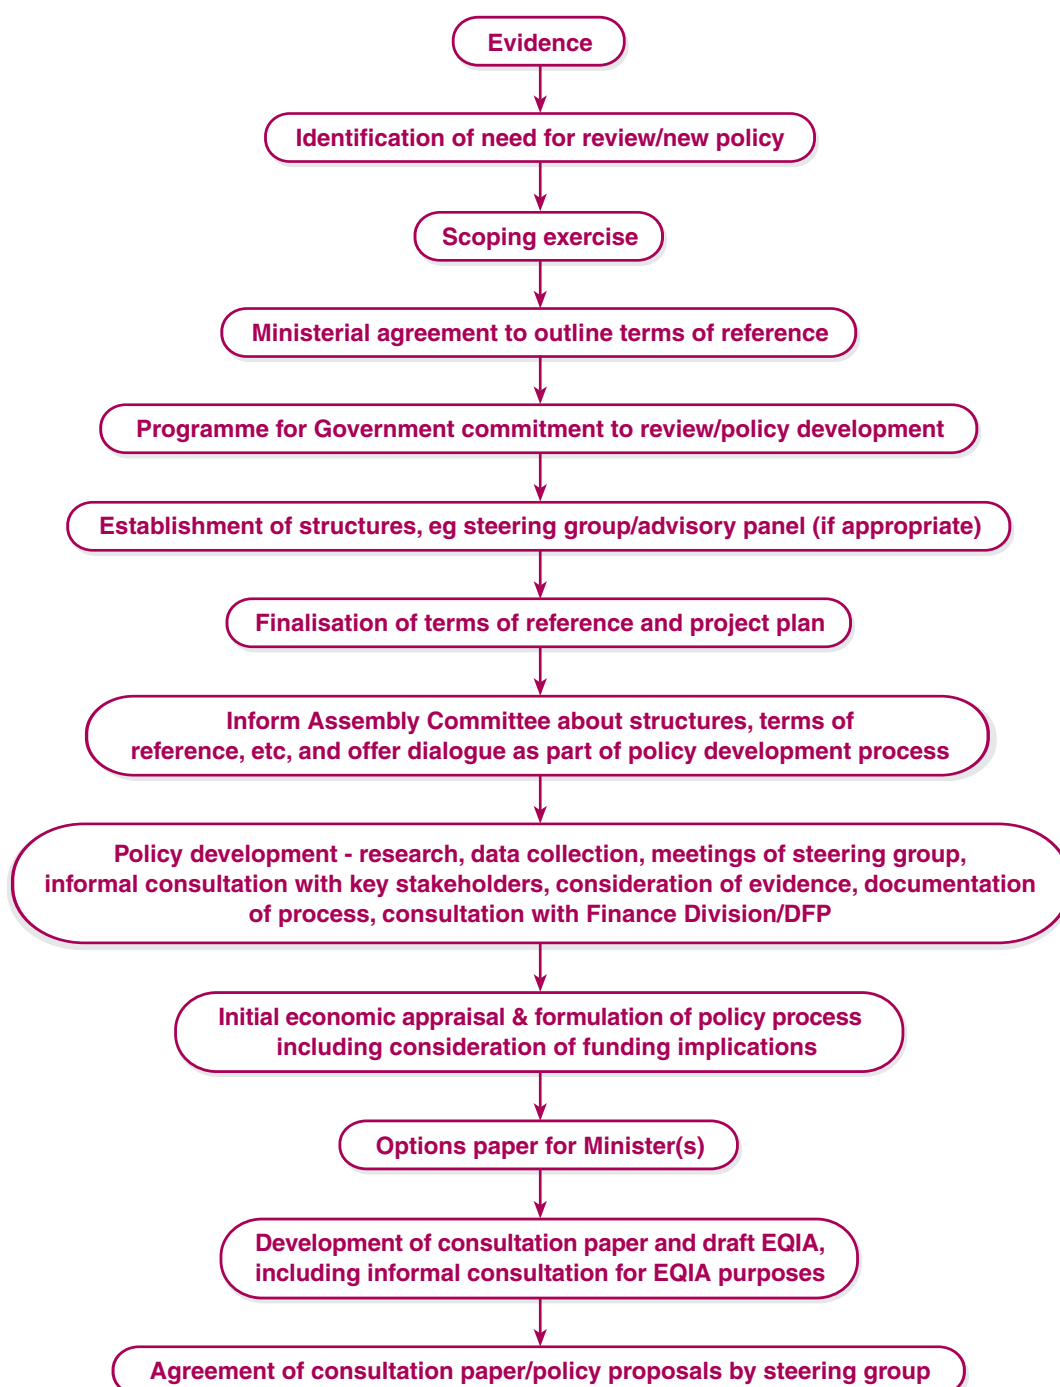 Evidence
Identification of need for review/new policy
Scoping exercise
Ministerial agreement to outline terms of reference
Programme for Government commitment to review/policy development
Establishment of structures, eg steering group/advisory panel (if appropriate)
Finalisation of terms of reference and project plan
Inform Assembly Committee about structures, terms of
reference, etc, and offer dialogue as part of policy development process
Policy development - research, data collection, meetings of steering group,
informal consultation with key stakeholders, consideration of evidence, documentation
of process, consultation with Finance Division/DFP
Initial economic appraisal & formulation of policy process
including consideration of funding implications
Options paper for Minister(s)
Development of consultation paper and draft EQIA,
including informal consultation for EQIA purposes
Agreement of consultation paper/policy proposals by steering group